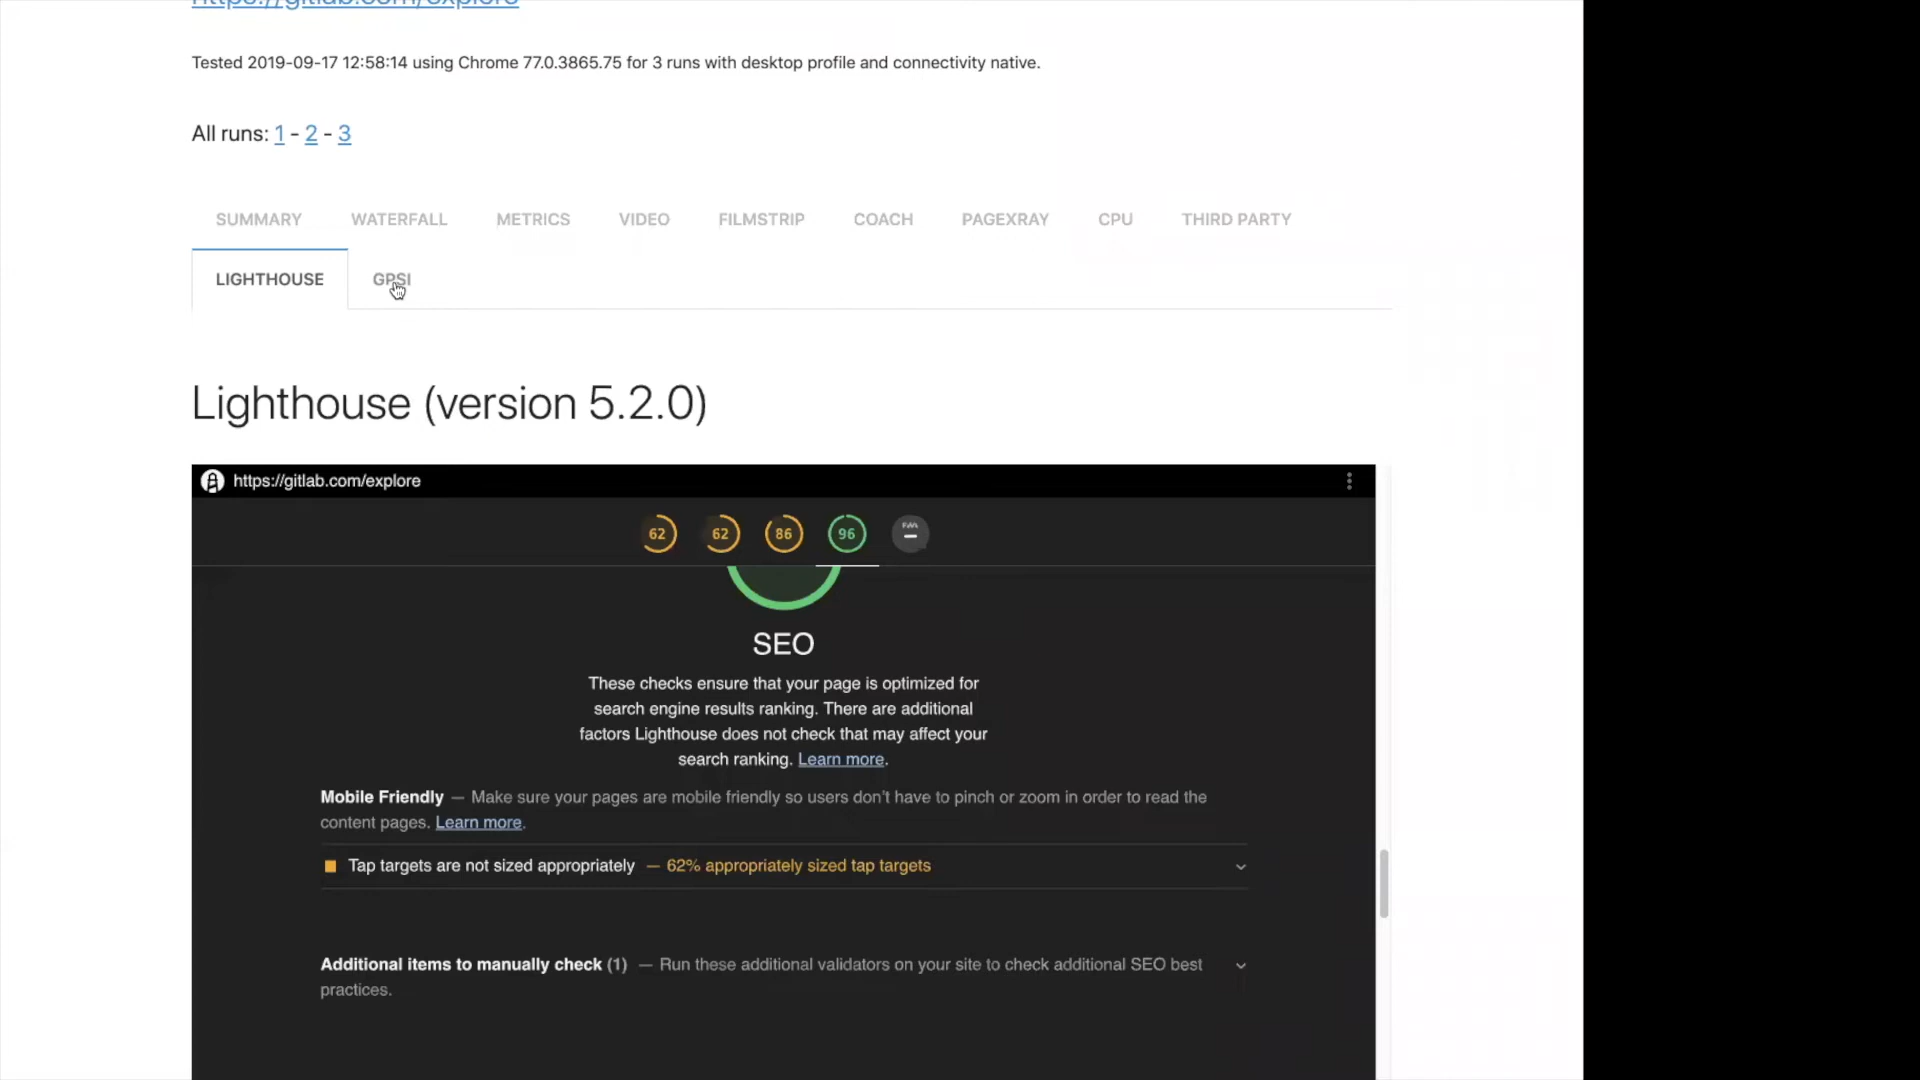 https://gitlab.com/explore
Tested 2019-09-17 12:58:14 using Chrome 77.0.3865.75 for 3 runs with desktop profile and connectivity native.
All runs: 1 - 2 - 3
SUMMARY WATERFALL METRICS VIDEO FILMSTRIP COACH PAGEXRAY CPU THIRD PARTY
LIGHTHOUSE GPSI
Lighthouse (version 5.2.0)
https://gitlab.com/explore
62 62 86 96 PWA
SEO
These checks ensure that your page is optimized for
search engine results ranking. There are additional
factors Lighthouse does not check that may affect your
search ranking. Learn more.
Mobile Friendly — Make sure your pages are mobile friendly so users don't have to pinch or zoom in order to read the
content pages. Learn more.
Tap targets are not sized appropriately — 62% appropriately sized tap targets
Additional items to manually check (1) — Run these additional validators on your site to check additional SEO best
practices.